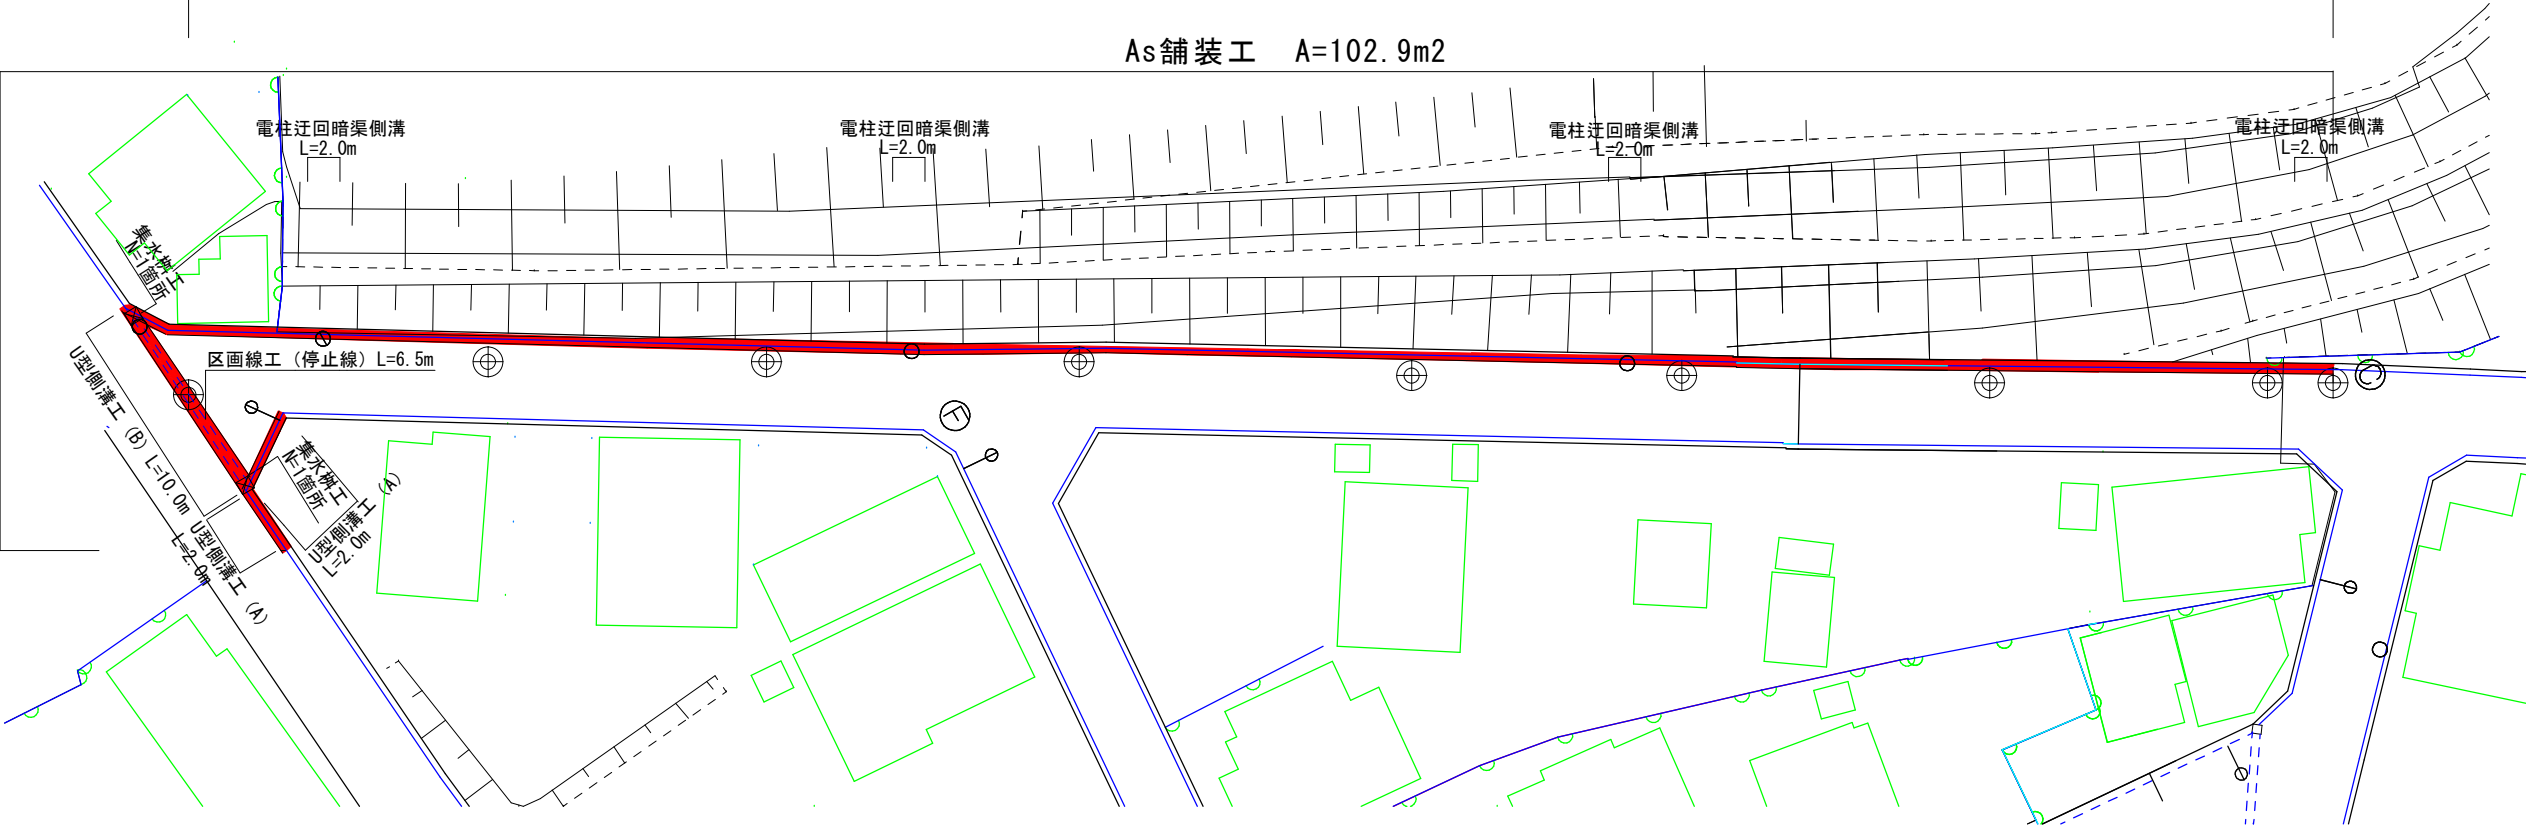 As舗装工　A=102.9m2
電柱迂回暗渠側溝
L=2.0m
電柱迂回暗渠側溝
L=2.0m
電柱迂回暗渠側溝
L=2.0m
電柱迂回暗渠側溝
L=2.0m
集水桝工
N=1箇所
区画線工（停止線）L=6.5m
U型側溝工（B）L=10.0m
集水桝工
N=1箇所
U型側溝工（A）
L=2.0m
U型側溝工（A）
L=2.0m
F